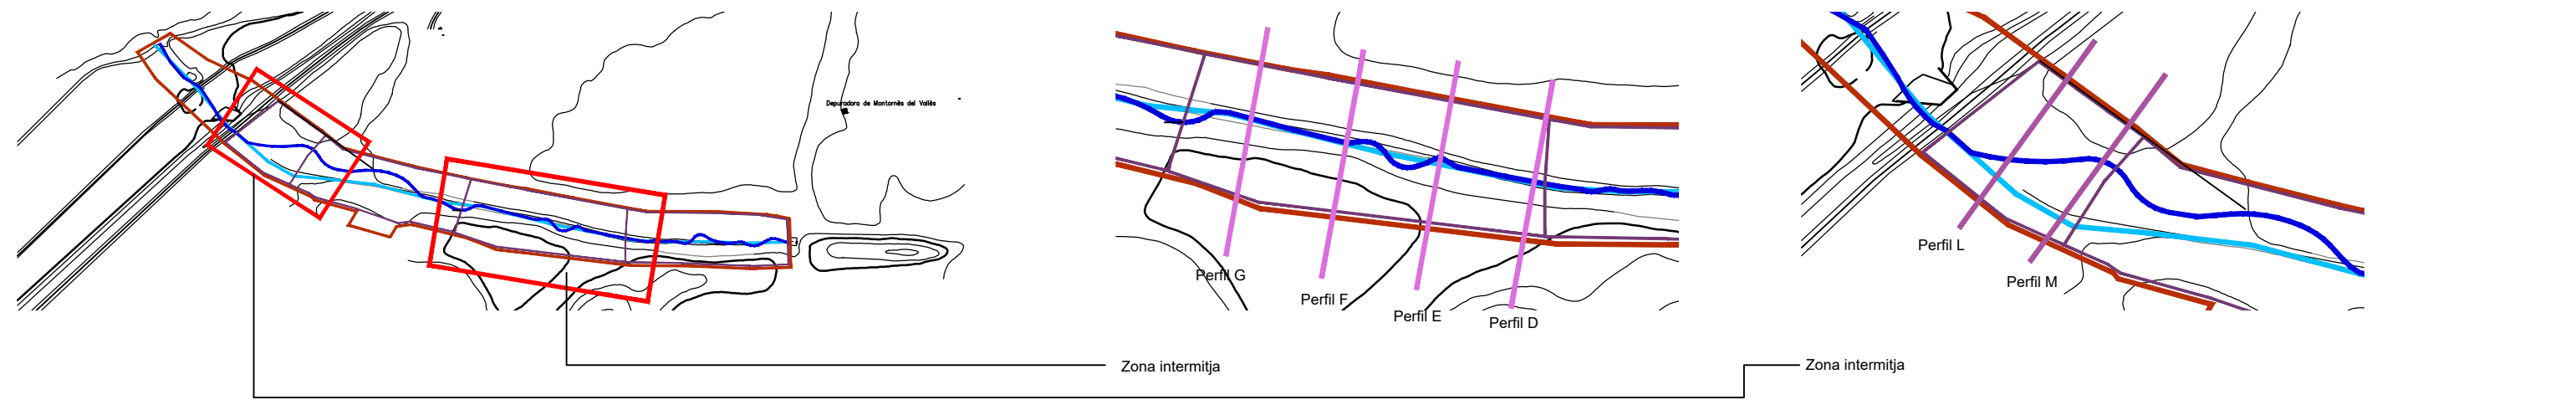 Depuradora de Montornès del Vallès
Perfil G
Perfil F
Perfil E
Perfil D
Perfil L
Perfil M
Zona intermitja
Zona intermitja